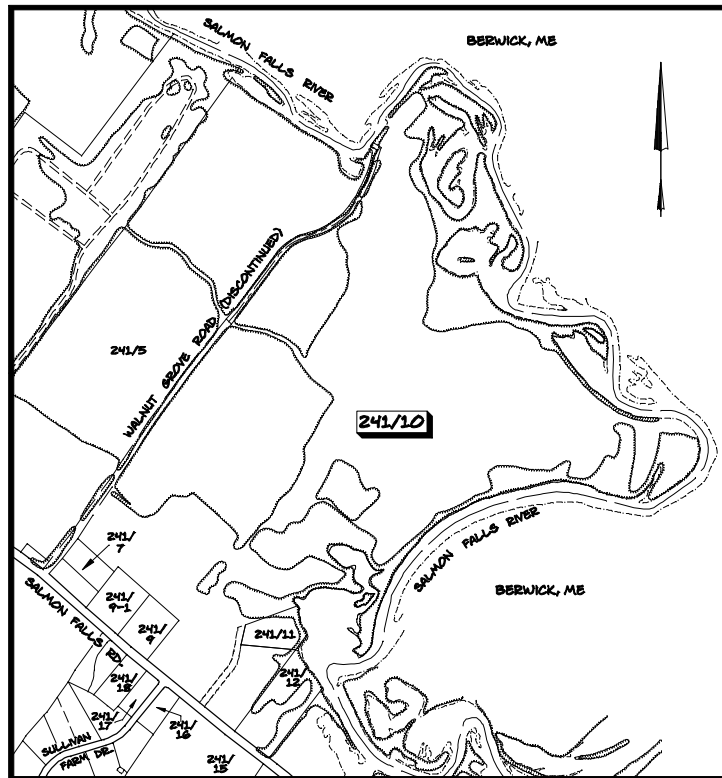 SALMON FALLS RIVER
BERWICK, ME
WALNUT GROVE ROAD (DISCONTINUED)
241/5
241/10
SALMON FALLS RIVER
BERWICK, ME
241/
7
241/
9-1
241/
9
SALMON FALLS RD.
241/11
241/
12
241/
18
241/
17
241/
16
SULLIVAN
FARM DR.
241/
15